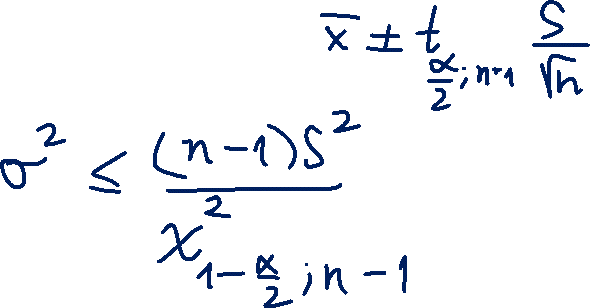 x̄ ± t_{α/2; n-1} S/√n
σ² ≤ (n-1)S² / χ²_{1-α/2; n-1}